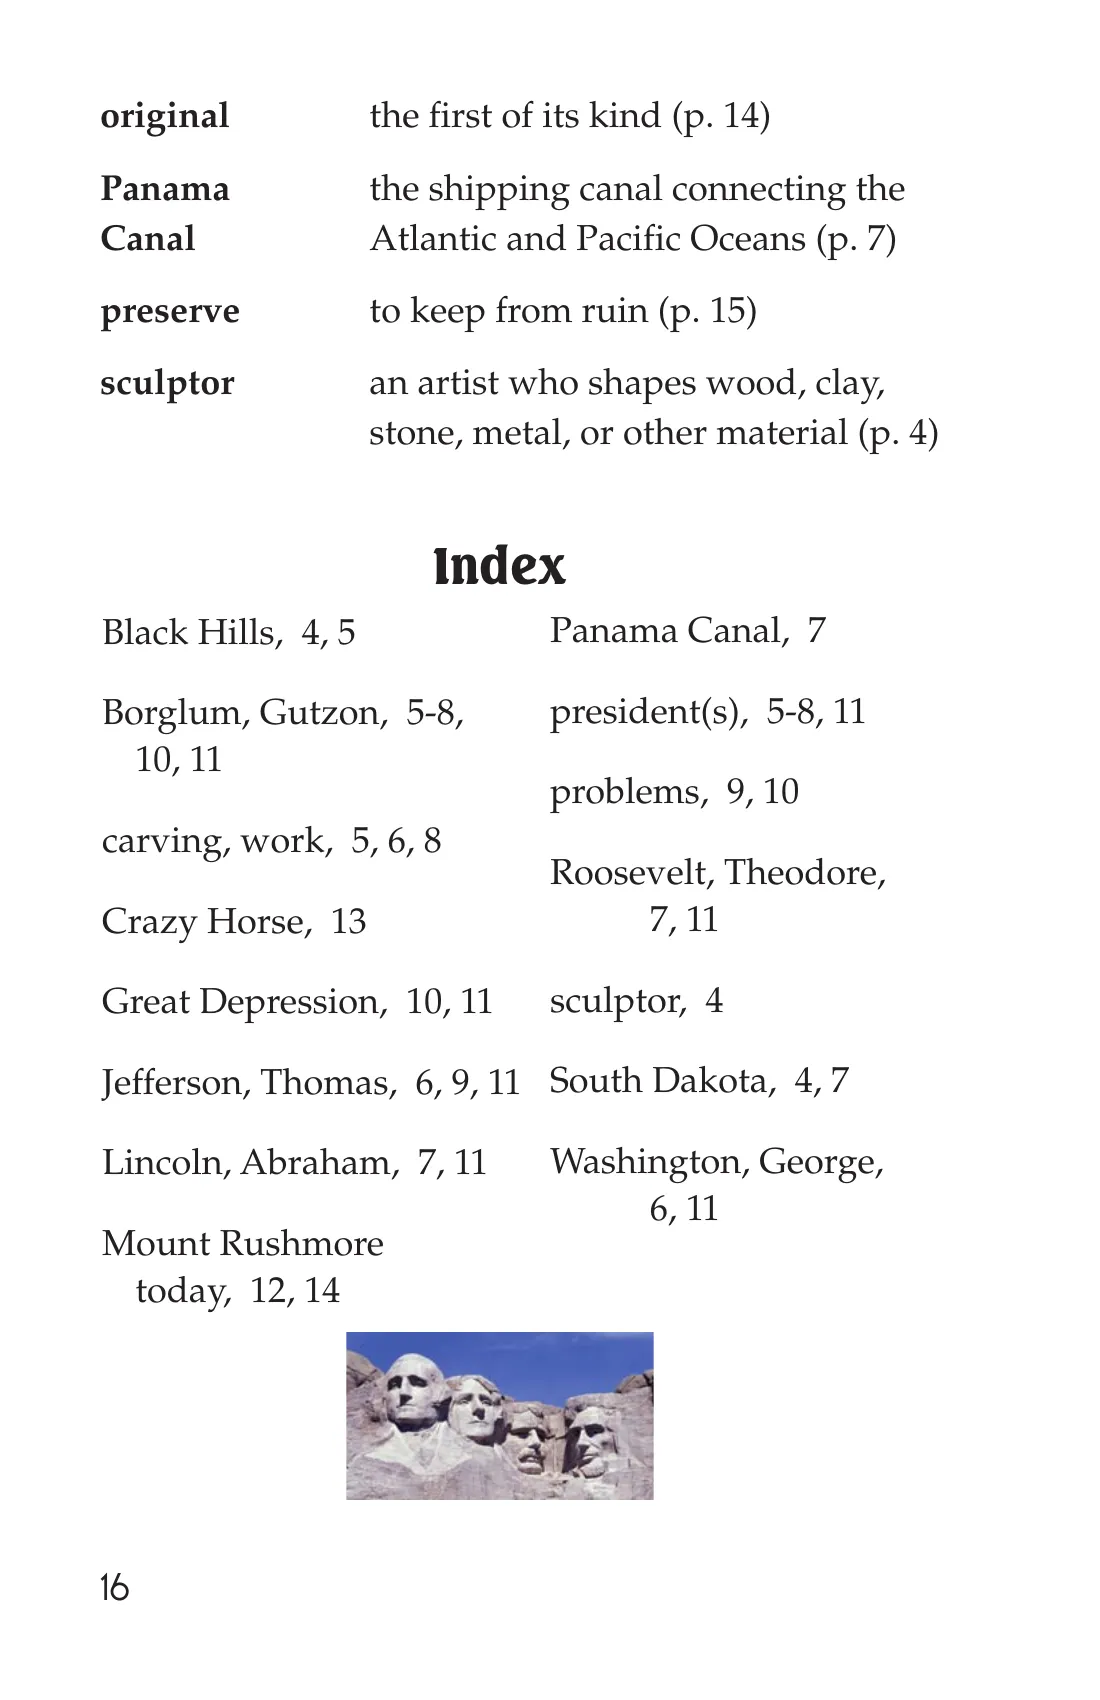 original the first of its kind (p. 14)
Panama the shipping canal connecting the
Canal Atlantic and Pacific Oceans (p. 7)
preserve to keep from ruin (p. 15)
sculptor an artist who shapes wood, clay,
stone, metal, or other material (p. 4)
Index
Black Hills, 4, 5
Borglum, Gutzon, 5-8,
10, 11
carving, work, 5, 6, 8
Crazy Horse, 13
Great Depression, 10, 11
Jefferson, Thomas, 6, 9, 11
Lincoln, Abraham, 7, 11
Mount Rushmore
today, 12, 14
Panama Canal, 7
president(s), 5-8, 11
problems, 9, 10
Roosevelt, Theodore,
7, 11
sculptor, 4
South Dakota, 4, 7
Washington, George,
6, 11
16